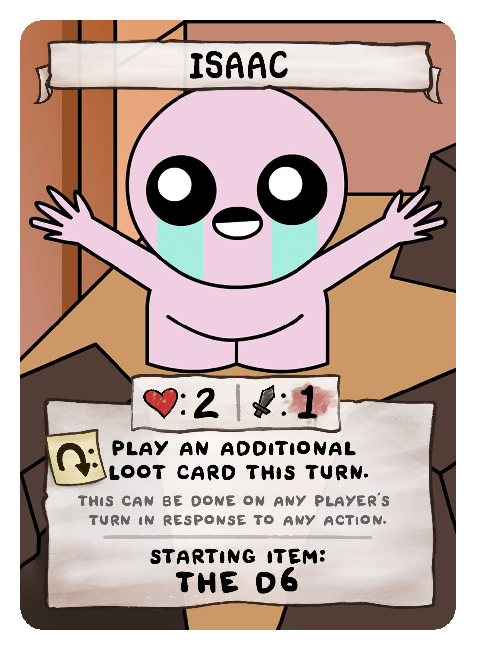 ISAAC
: 2 | : 1
: PLAY AN ADDITIONAL
LOOT CARD THIS TURN.
THIS CAN BE DONE ON ANY PLAYER'S
TURN IN RESPONSE TO ANY ACTION.
STARTING ITEM:
THE D6